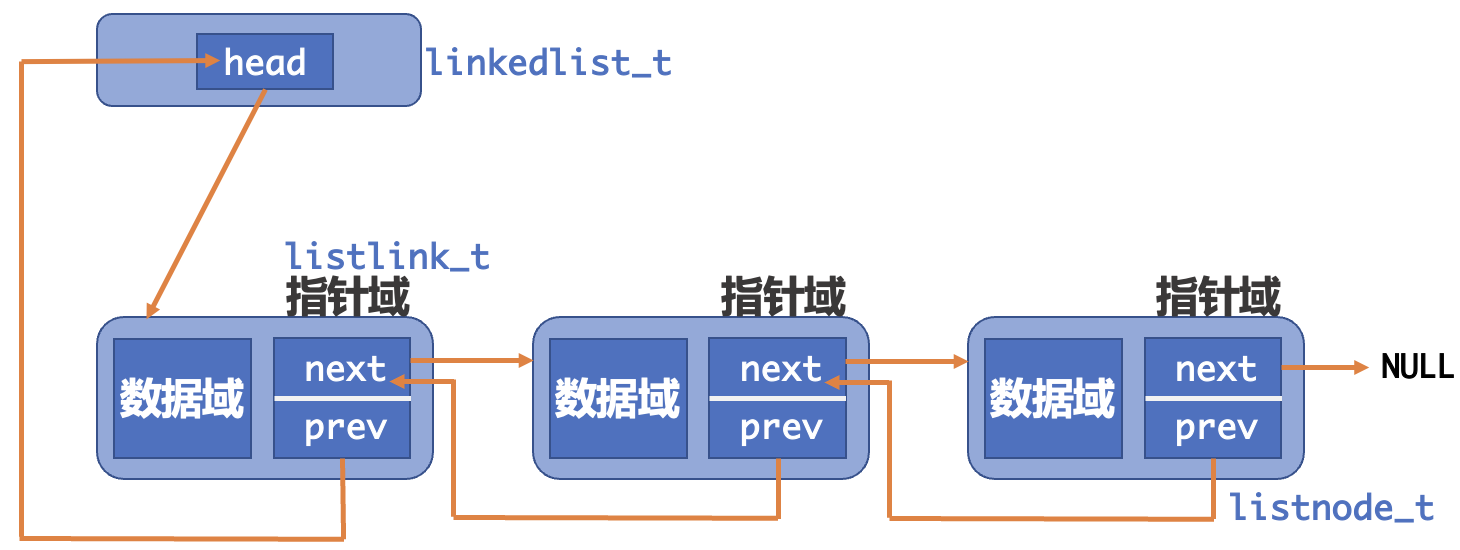 head
linkedlist_t
listlink_t
指针域
指针域
指针域
数据域
next
prev
数据域
next
prev
数据域
next
prev
NULL
listnode_t